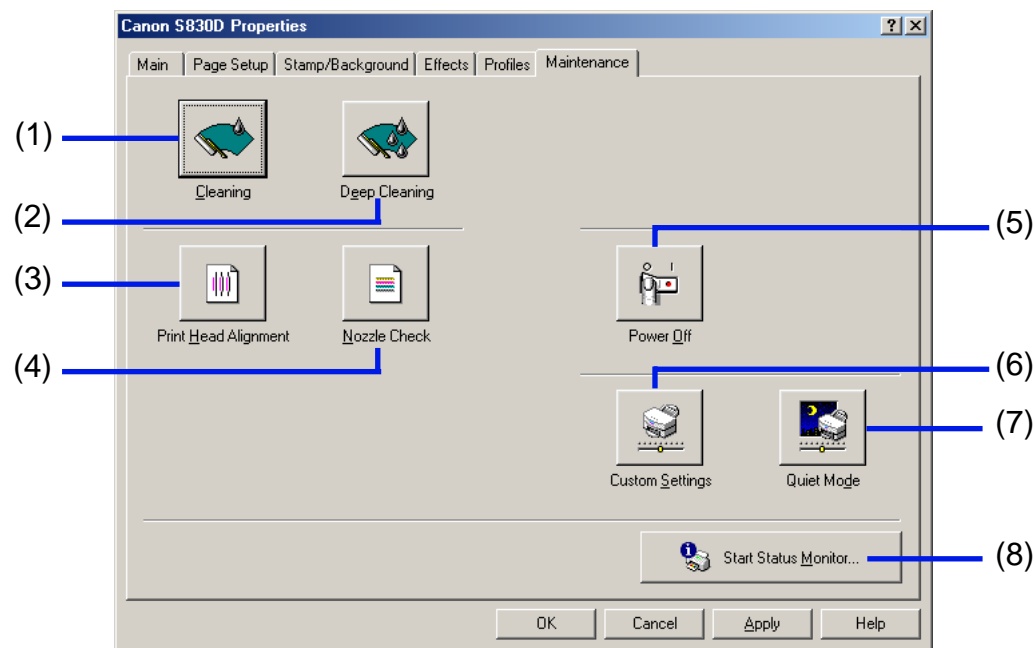 Canon S830D Properties
Main Page Setup Stamp/Background Effects Profiles Maintenance
(1)
Cleaning Deep Cleaning
(2)
(5)
(3)
Print Head Alignment Nozzle Check Power Off
(4)
(6)
(7)
Custom Settings Quiet Mode
Start Status Monitor... (8)
OK Cancel Apply Help